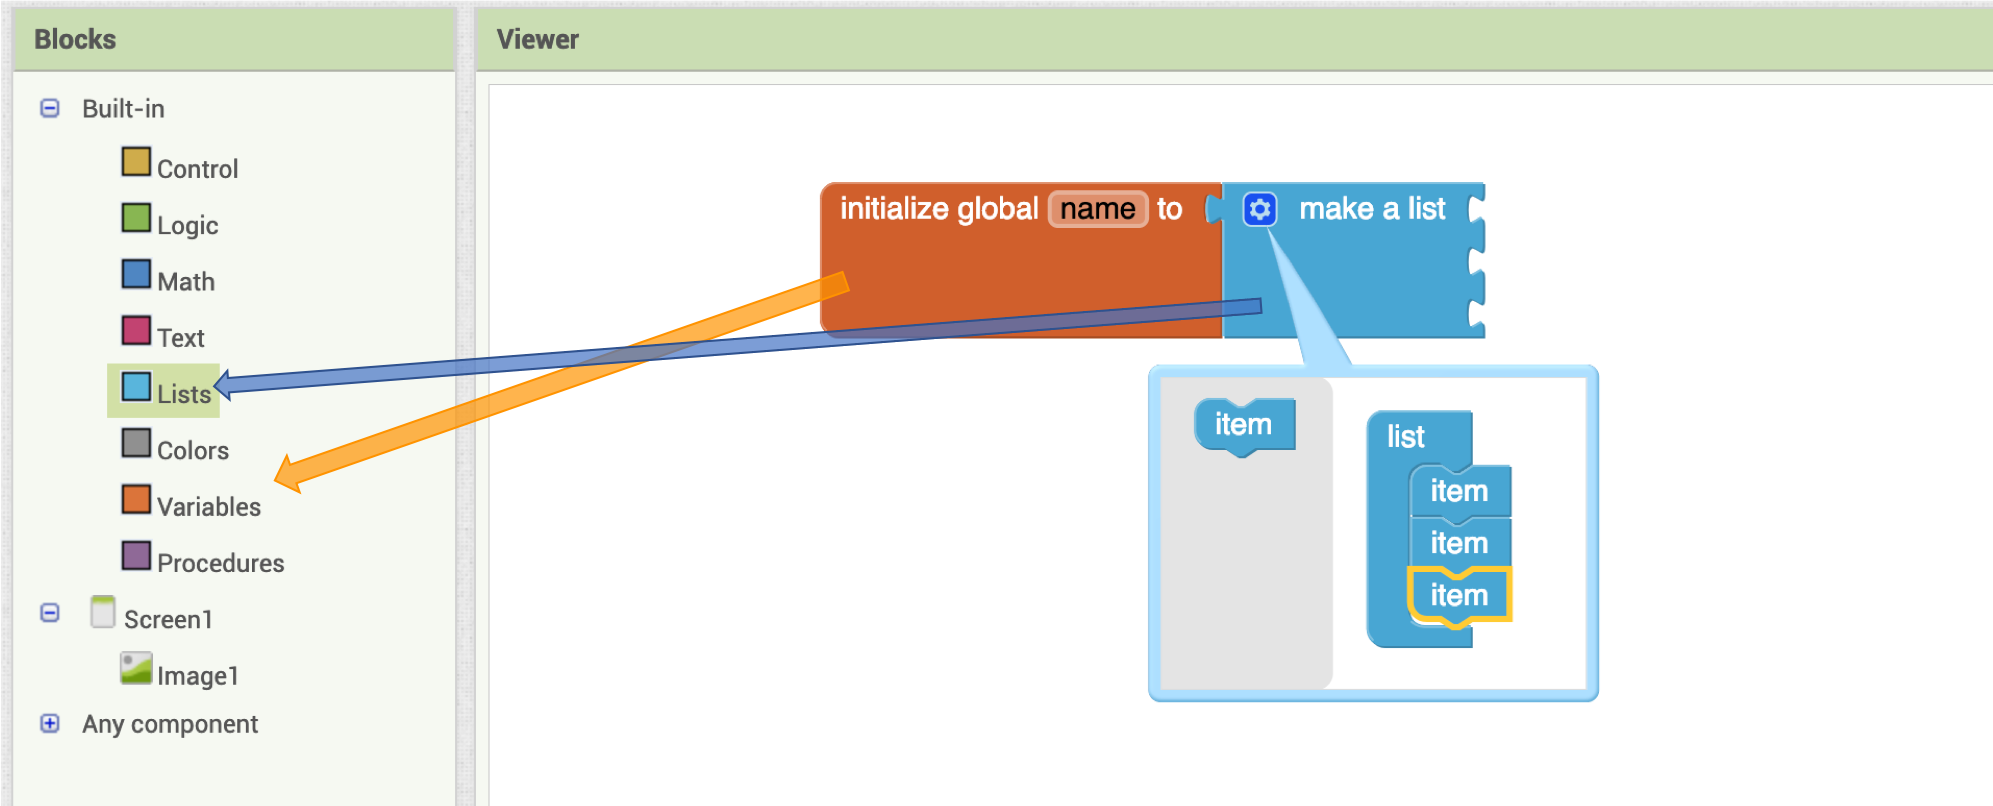 Blocks
Viewer
Built-in
Control
Logic
Math
Text
Lists
Colors
Variables
Procedures
Screen1
Image1
Any component
initialize global name to
make a list
item
list
item
item
item